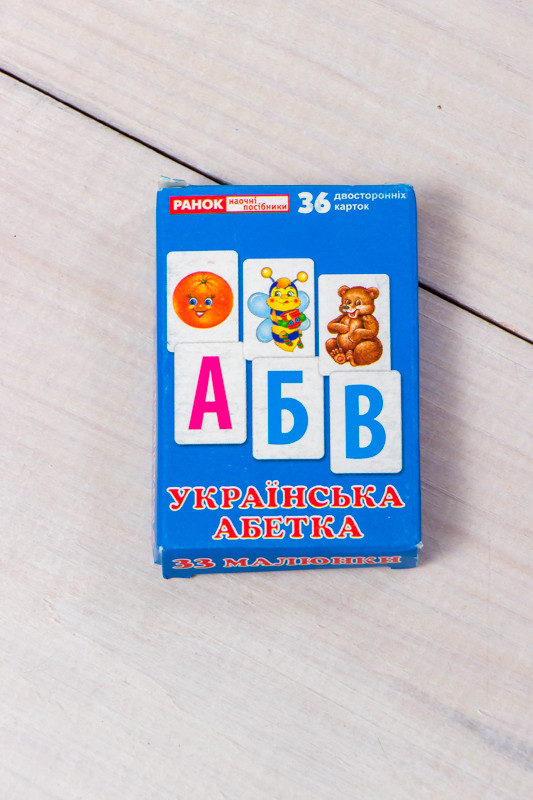 РАНОК наочні посібники 36 двосторонніх карток
А Б В
УКРАЇНСЬКА
АБЕТКА
33 МАЛЮНКИ